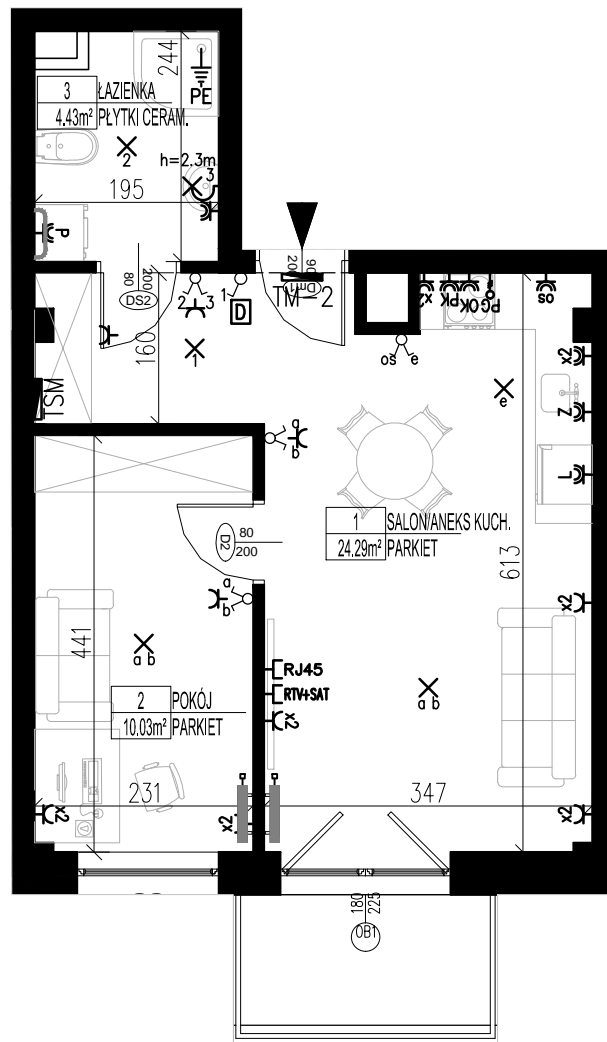 244
PE
3 ŁAZIENKA
4.43m² PŁYTKI CERAM.
2
h=2.3m
3
195
P
80
200
DS2
90
200
TM-2
2 3
1
D
160
1
TSM
x2
PK
OK
PG
os
os e
x2
e
Z
L
a
b
80
200
D2
1 SALON/ANEKS KUCH.
24.29m² PARKIET
613
a
b
x2
441
a b
RJ45
RTV+SAT
x2
a b
2 POKÓJ
10.03m² PARKIET
231
347
x2
x2
x2
180
225
OB1